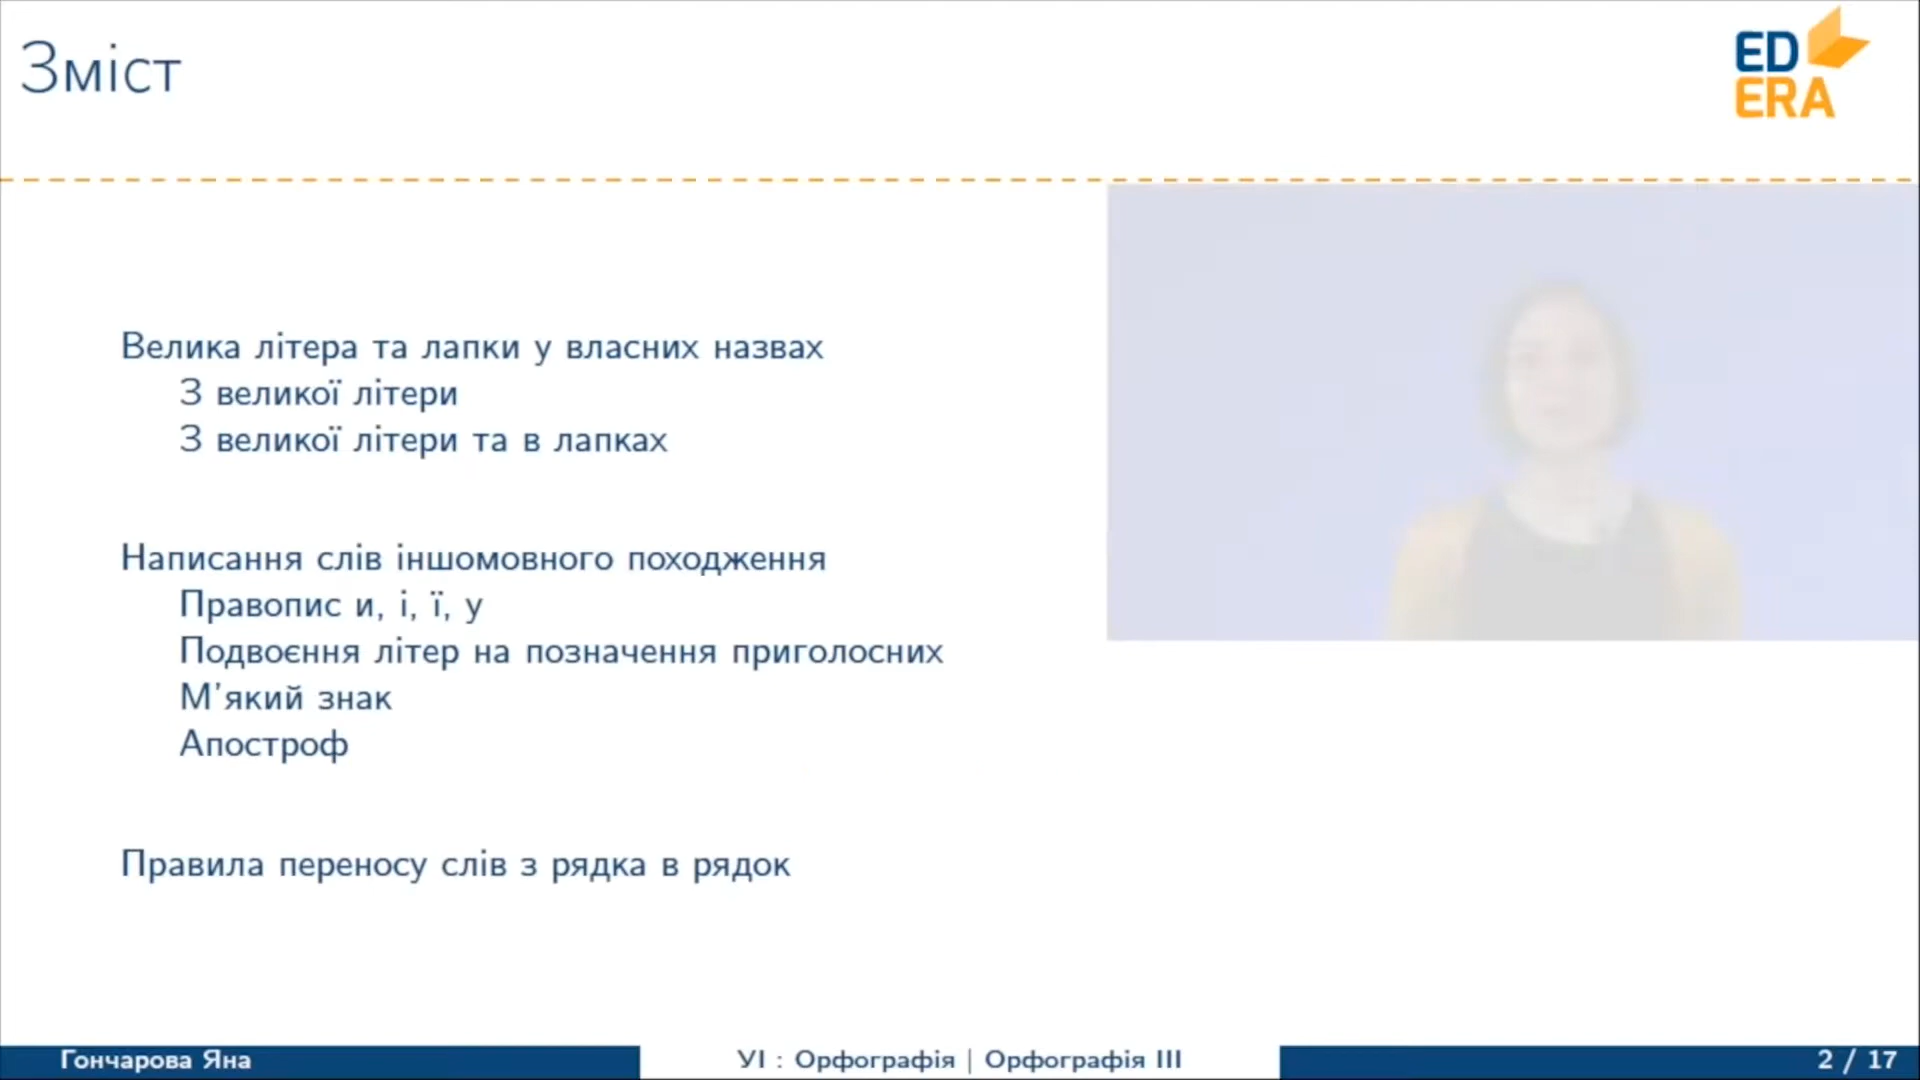 Зміст
ED
ERA
Велика літера та лапки у власних назвах
З великої літери
З великої літери та в лапках
Написання слів іншомовного походження
Правопис и, і, ї, у
Подвоєння літер на позначення приголосних
М’який знак
Апостроф
Правила переносу слів з рядка в рядок
Гончарова Яна
УІ : Орфографія | Орфографія III
2 / 17